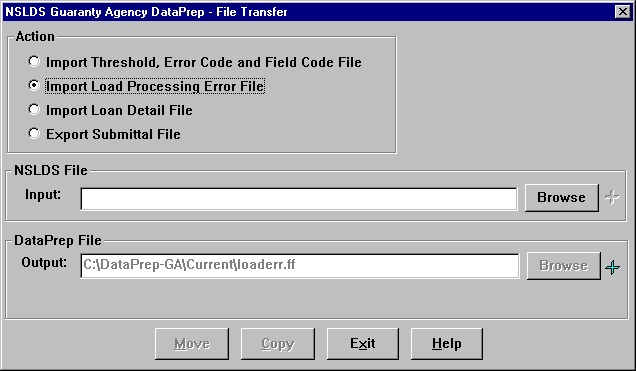 NSLDS Guaranty Agency DataPrep - File Transfer
Action
Import Threshold, Error Code and Field Code File
Import Load Processing Error File
Import Loan Detail File
Export Submittal File
NSLDS File
Input: Browse
DataPrep File
Output: C:\DataPrep-GA\Current\loaderr.ff Browse
Move Copy Exit Help